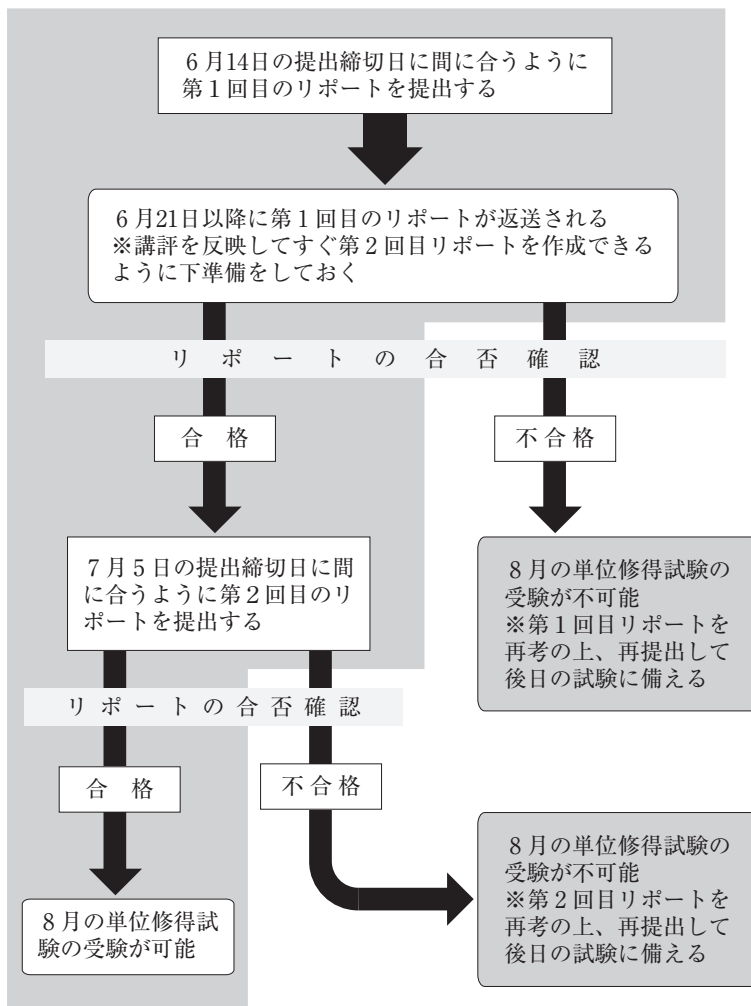 6月14日の提出締切日に間に合うように
第1回目のリポートを提出する
6月21日以降に第1回目のリポートが返送される
※講評を反映してすぐ第2回目リポートを作成できる
ように下準備をしておく
リポートの合否確認
合格
不合格
7月5日の提出締切日に間
に合うように第2回目のリ
ポートを提出する
8月の単位修得試験の
受験が不可能
※第1回目リポートを
再考の上、再提出して
後日の試験に備える
リポートの合否確認
合格
不合格
8月の単位修得試
験の受験が可能
8月の単位修得試験の
受験が不可能
※第2回目リポートを
再考の上、再提出して
後日の試験に備える